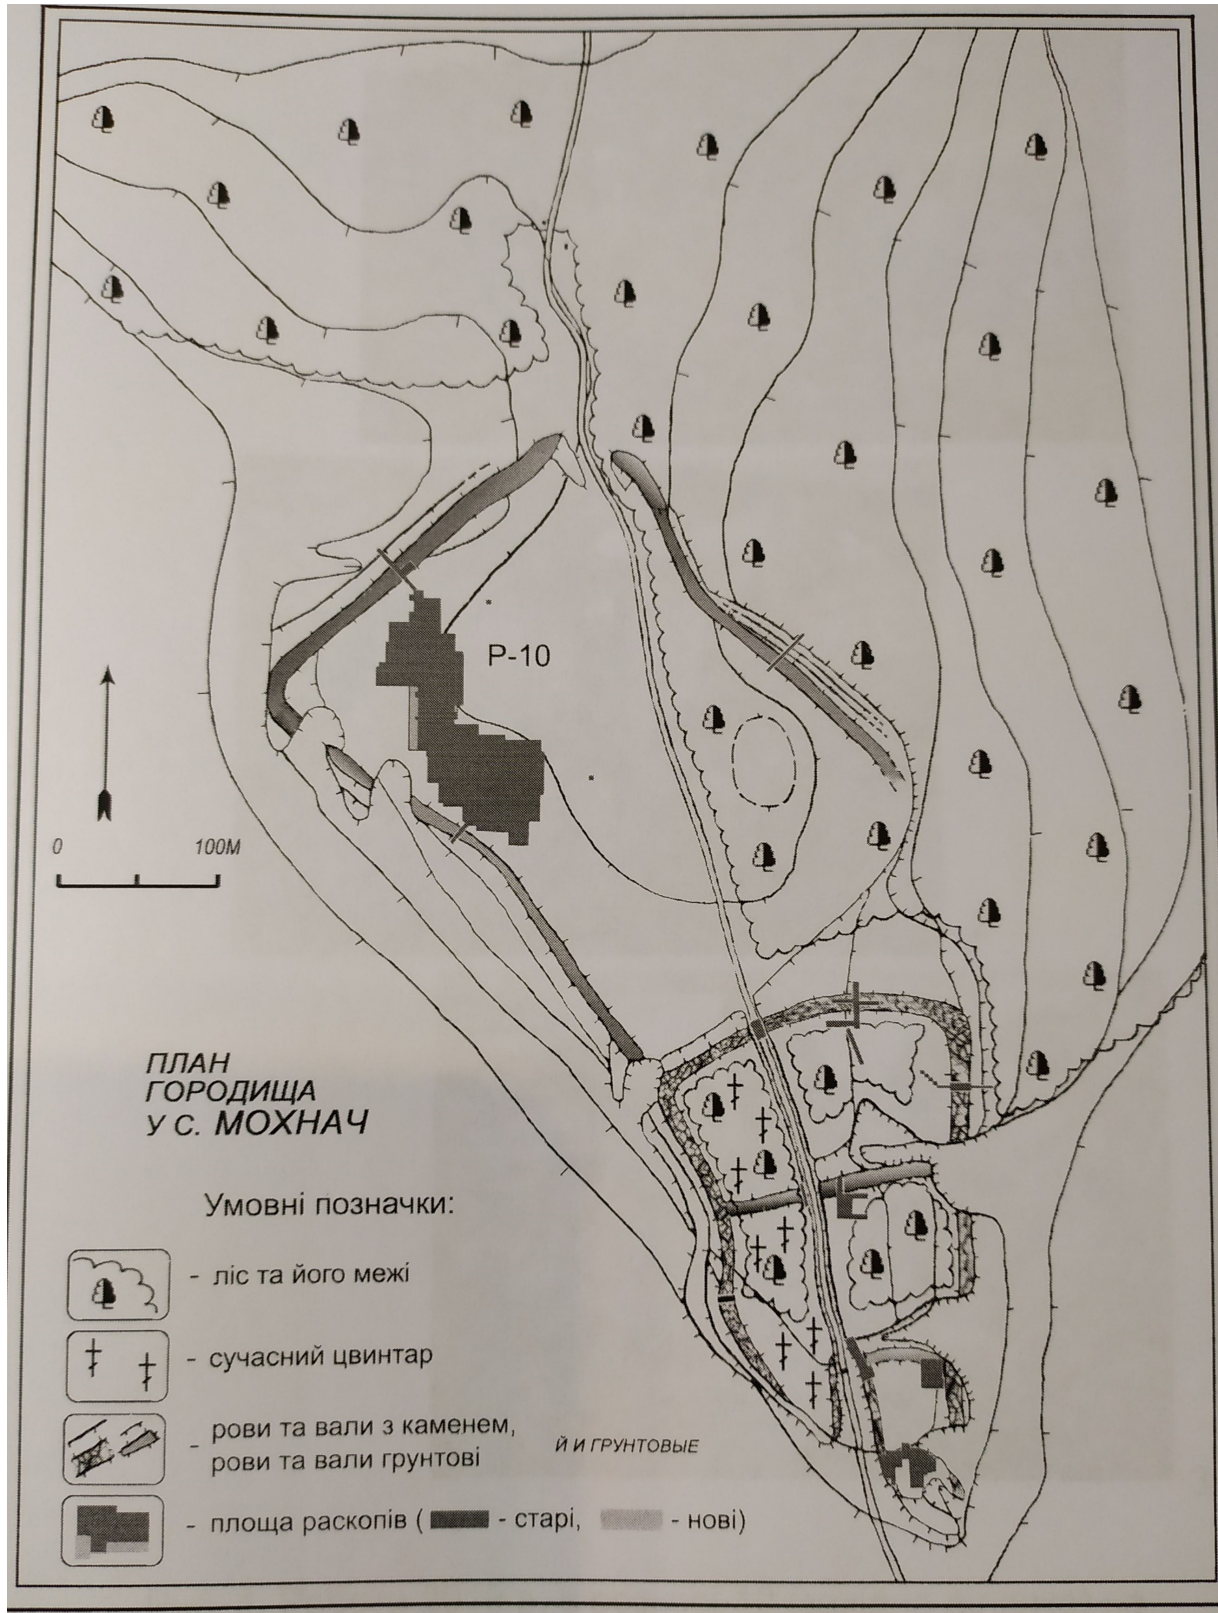 Р-10
0 100М
ПЛАН
ГОРОДИЩА
У С. МОХНАЧ
Умовні позначки:
- ліс та його межі
- сучасний цвинтар
- рови та вали з каменем,
рови та вали грунтові
Й И ГРУНТОВЫЕ
- площа раскопів ( - старі, - нові)